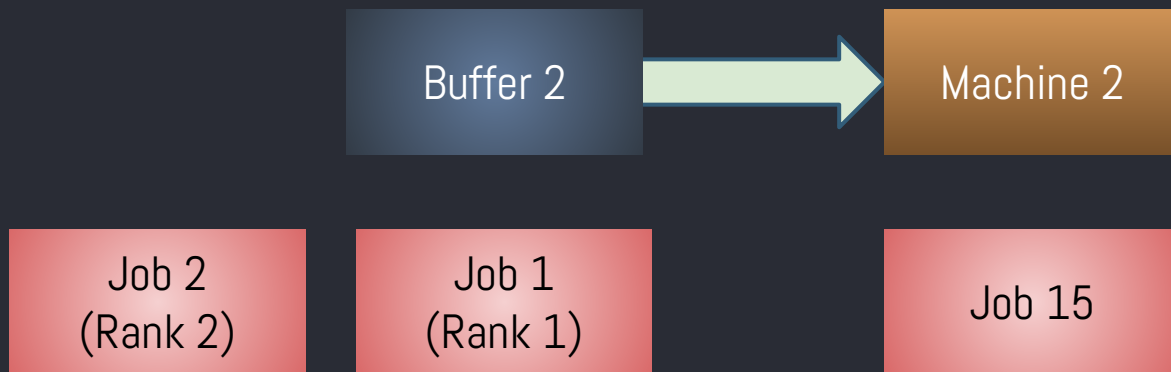 Buffer 2
Machine 2
Job 2
(Rank 2)
Job 1
(Rank 1)
Job 15